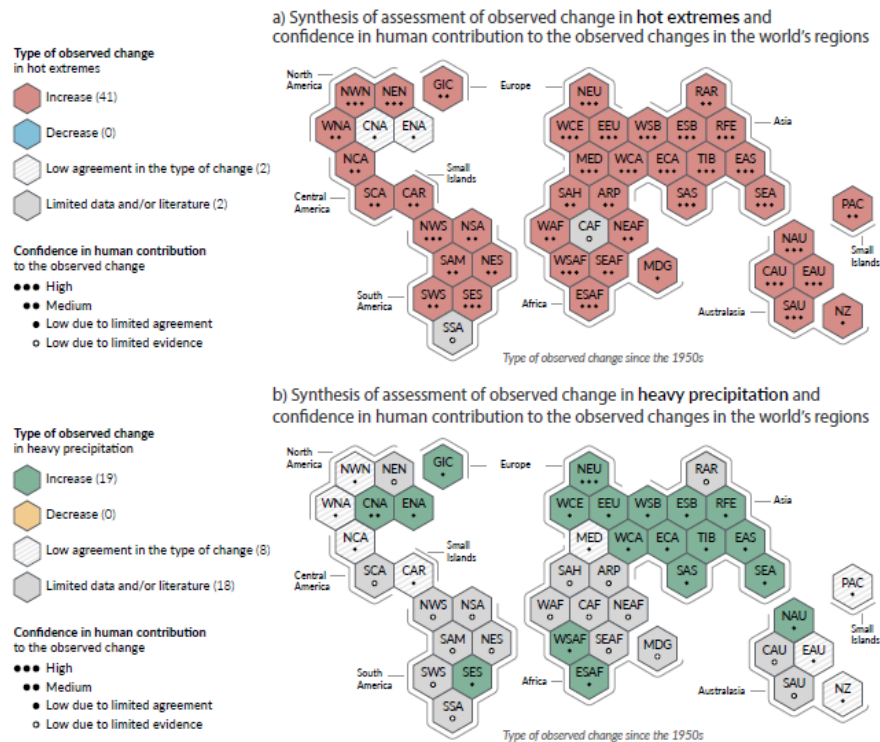 a) Synthesis of assessment of observed change in hot extremes and
confidence in human contribution to the observed changes in the world's regions
Type of observed change
in hot extremes
Increase (41)
Decrease (0)
Low agreement in the type of change (2)
Limited data and/or literature (2)
Confidence in human contribution
to the observed change
High
Medium
Low due to limited agreement
Low due to limited evidence
North
America
NWN NEN GIC
Europe
NEU RAR
WNA CNA ENA
WCE EEU WSB ESB RFE
Asia
NCA
MED WCA ECA TIB EAS
Small
Islands
Central
America
SCA CAR
SAH ARP SAS SEA
PAC
NWS NSA
WAF CAF NEAF
NAU
Small
Islands
SAM NES
WSAF SEAF MDG
CAU EAU
South
America
SWS SES
Africa
ESAF
Australasia
SAU NZ
SSA
Type of observed change since the 1950s
b) Synthesis of assessment of observed change in heavy precipitation and
confidence in human contribution to the observed changes in the world's regions
Type of observed change
in heavy precipitation
Increase (19)
Decrease (0)
Low agreement in the type of change (8)
Limited data and/or literature (18)
Confidence in human contribution
to the observed change
High
Medium
Low due to limited agreement
Low due to limited evidence
North
America
NWN NEN GIC
Europe
NEU RAR
WNA CNA ENA
WCE EEU WSB ESB RFE
Asia
NCA
MED WCA ECA TIB EAS
Small
Islands
Central
America
SCA CAR
SAH ARP SAS SEA
PAC
NWS NSA
WAF CAF NEAF
NAU
Small
Islands
SAM NES
WSAF SEAF MDG
CAU EAU
South
America
SWS SES
Africa
ESAF
Australasia
SAU NZ
SSA
Type of observed change since the 1950s